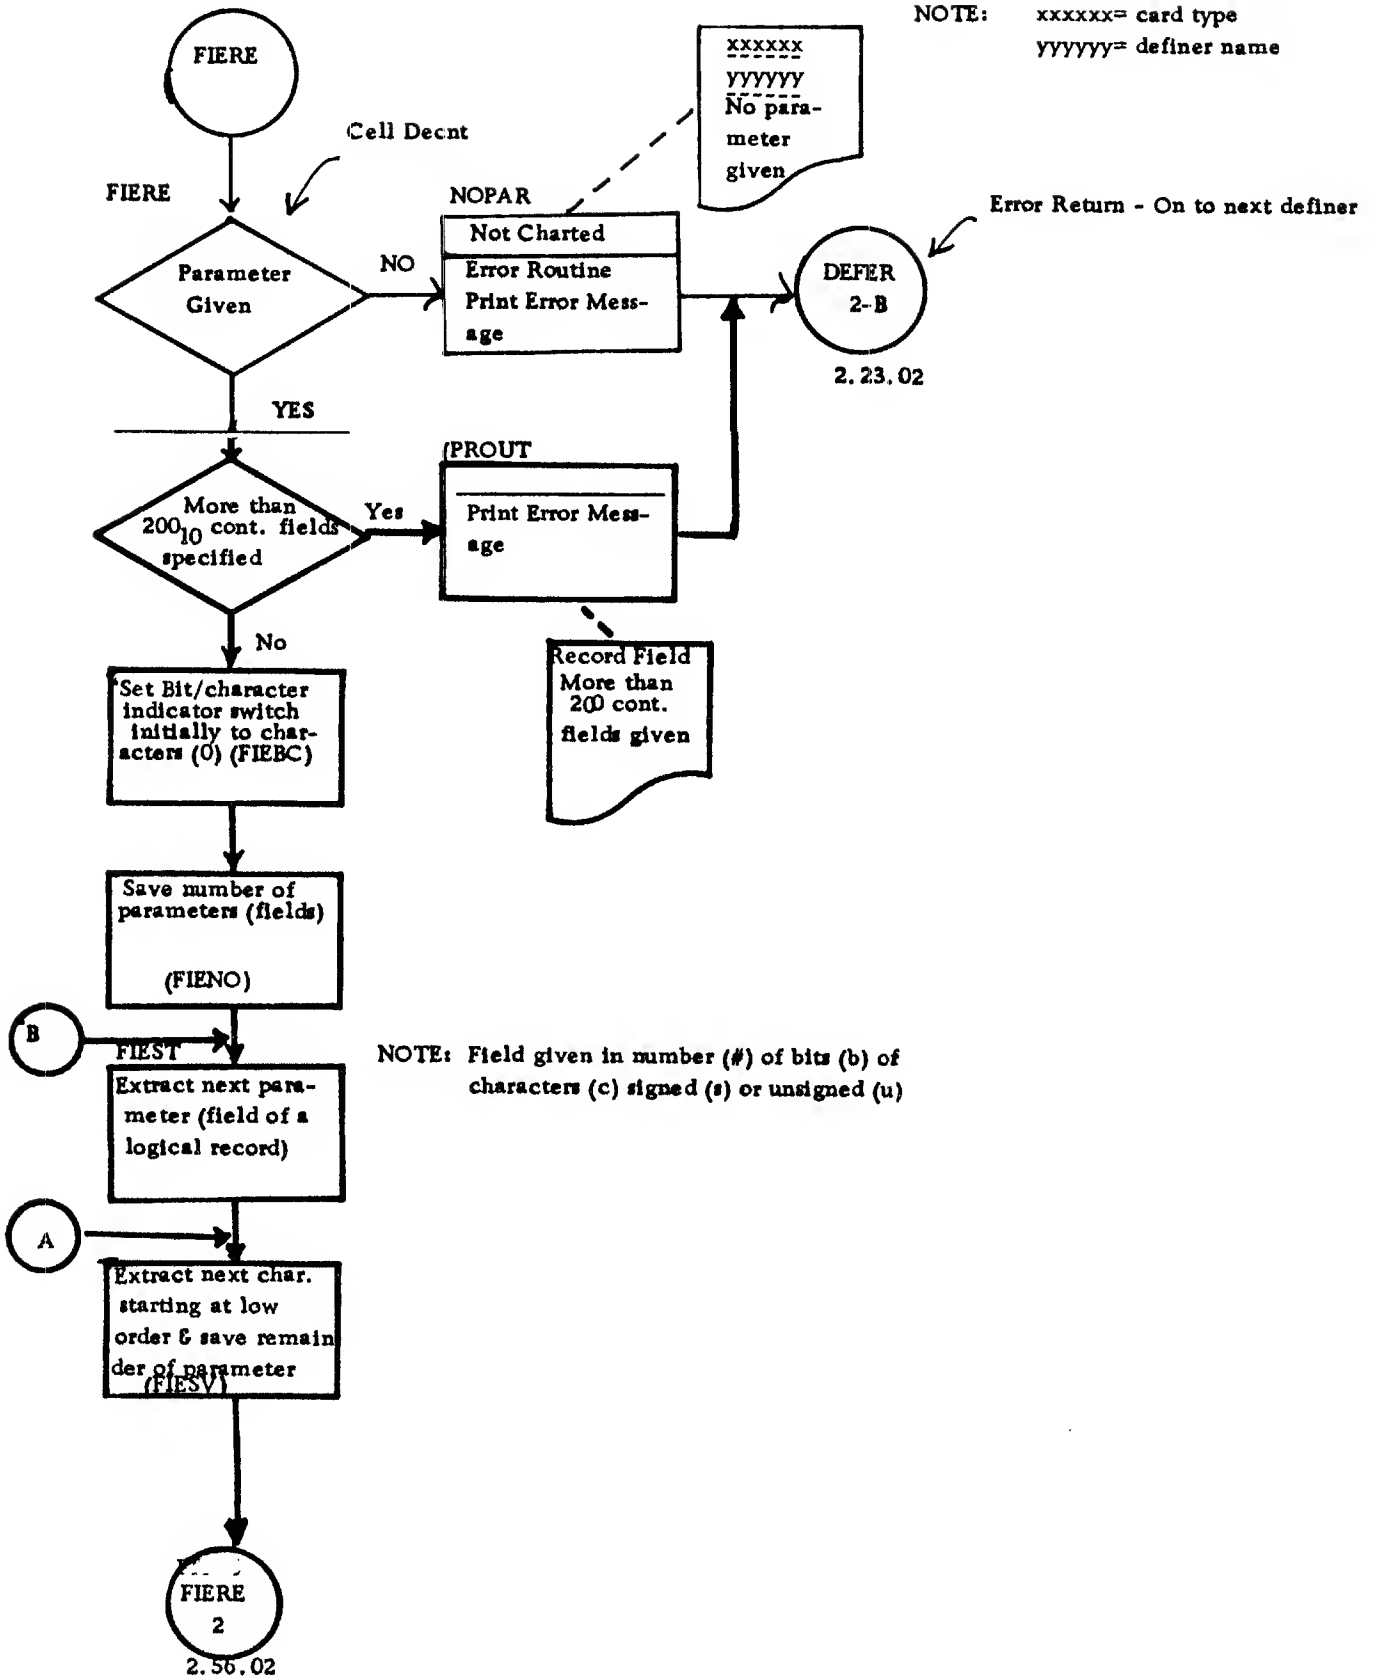 NOTE: xxxxxx= card type
yyyyyy= definer name
FIERE
xxxxxx
yyyyyy
No para-
meter
given
Cell Decnt
FIERE
NOPAR
Not Charted
Error Routine
Print Error Mess-
age
Error Return - On to next definer
Parameter
Given
NO
DEFER
2-B
2.23.02
YES
(PROUT
Print Error Mess-
age
More than
200₁₀ cont. fields
specified
Yes
No
Record Field
More than
200 cont.
fields given
Set Bit/character
indicator switch
initially to char-
acters (0) (FIEBC)
Save number of
parameters (fields)
(FIENO)
B
FIEST
NOTE: Field given in number (#) of bits (b) of
characters (c) signed (s) or unsigned (u)
Extract next para-
meter (field of a
logical record)
A
Extract next char.
starting at low
order & save remain
der of parameter
(FIESV)
FIERE
2
2.56.02